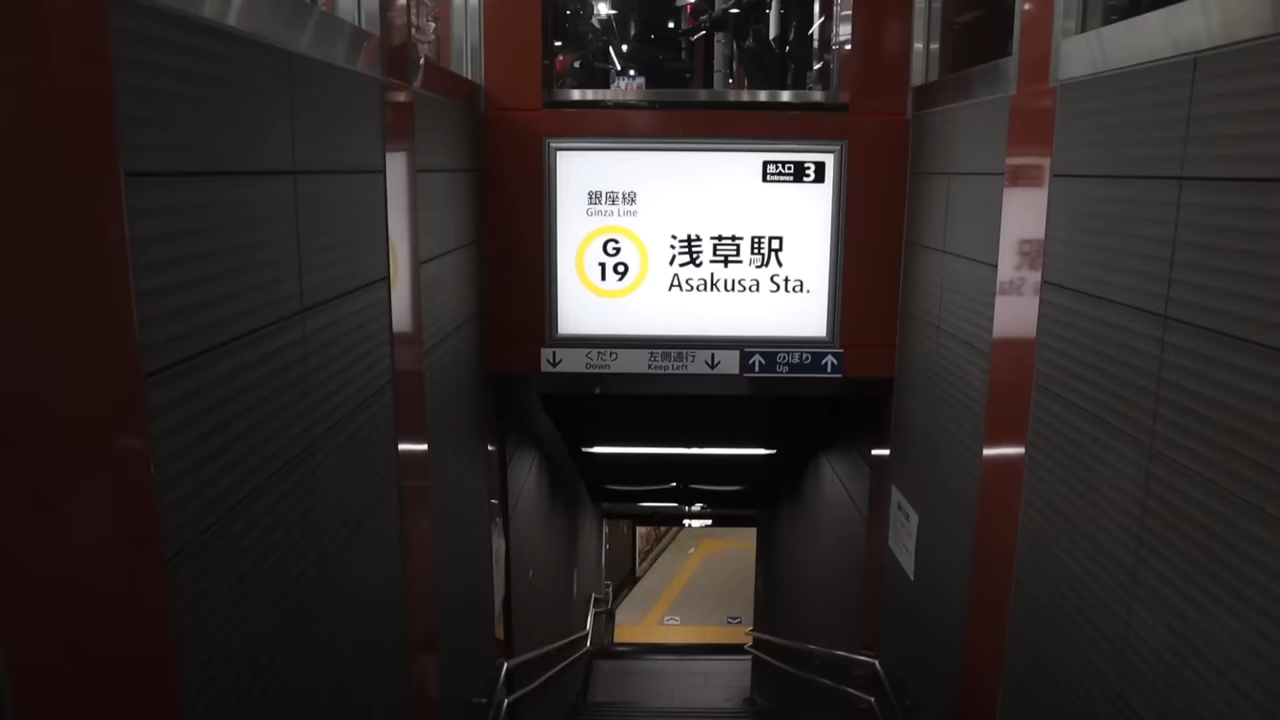 出入口 3
Entrance
銀座線
Ginza Line
G
19
浅草駅
Asakusa Sta.
くだり 左側通行 のぼり
Down Keep Left Up